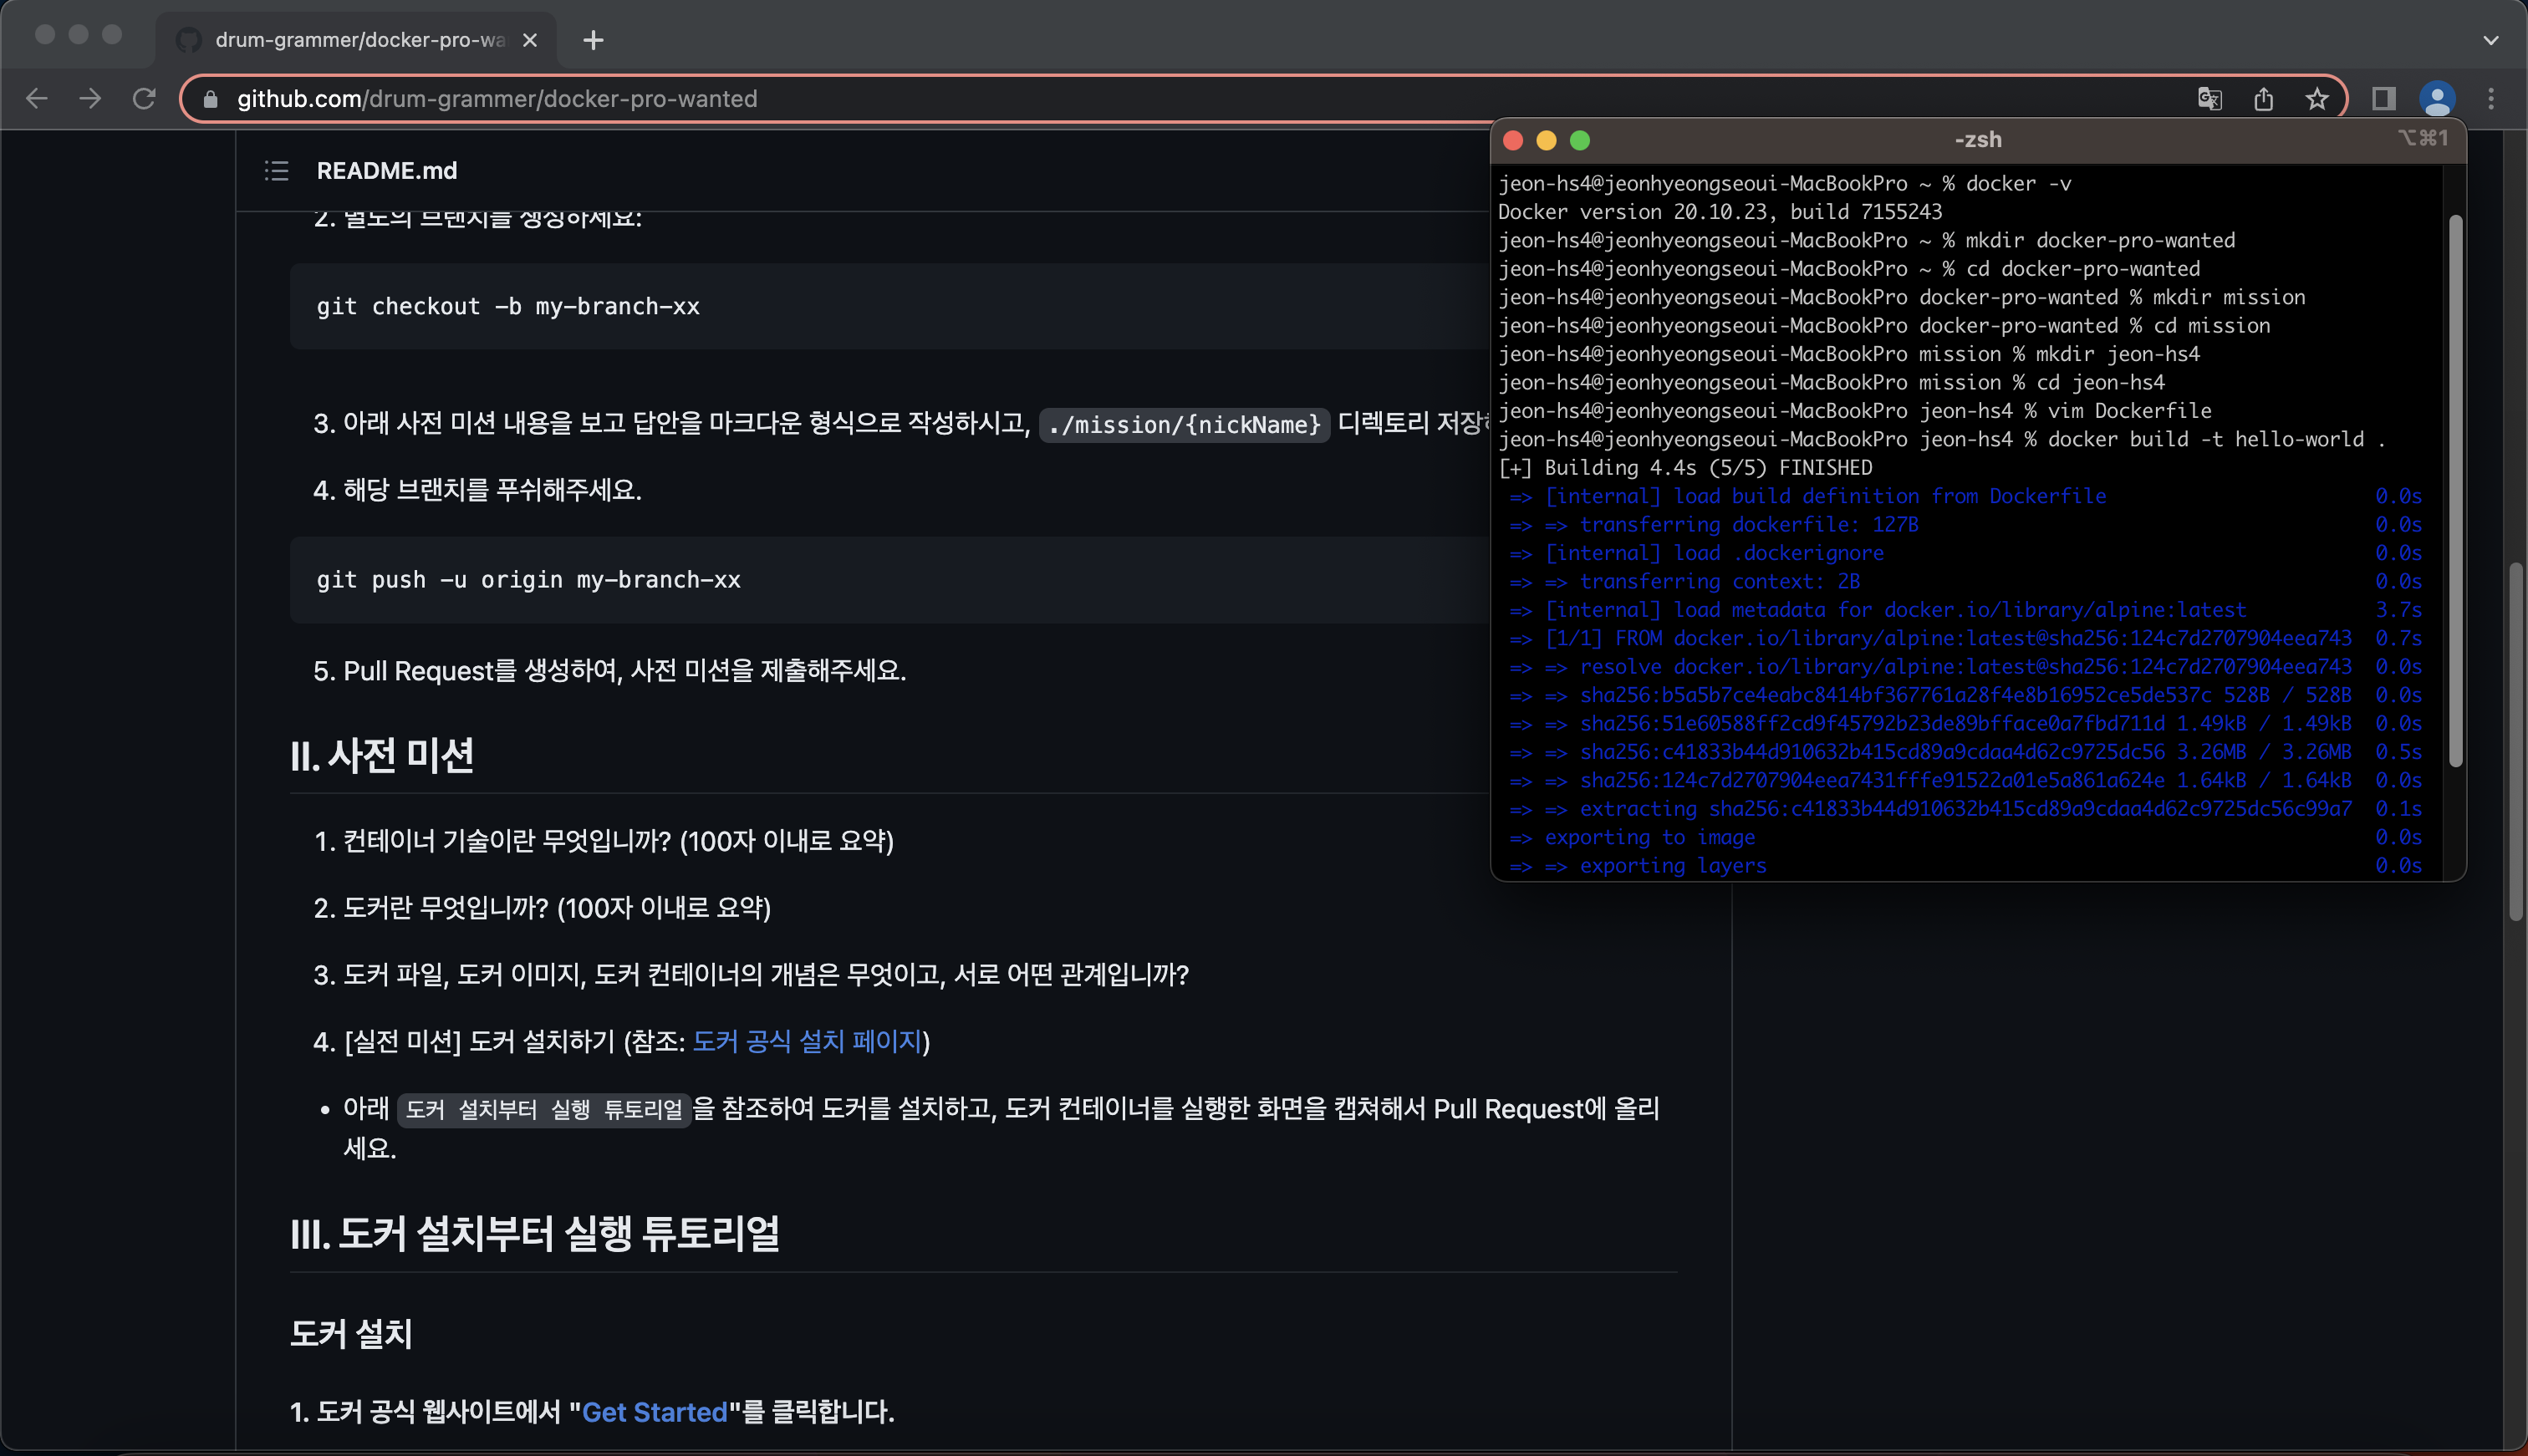 drum-grammer/docker-pro-wa
github.com/drum-grammer/docker-pro-wanted
README.md
2. 별도의 브랜치를 생성하세요:
git checkout -b my-branch-xx
3. 아래 사전 미션 내용을 보고 답안을 마크다운 형식으로 작성하시고, ./mission/{nickName} 디렉토리 저장
4. 해당 브랜치를 푸쉬해주세요.
git push -u origin my-branch-xx
5. Pull Request를 생성하여, 사전 미션을 제출해주세요.
II. 사전 미션
1. 컨테이너 기술이란 무엇입니까? (100자 이내로 요약)
2. 도커란 무엇입니까? (100자 이내로 요약)
3. 도커 파일, 도커 이미지, 도커 컨테이너의 개념은 무엇이고, 서로 어떤 관계입니까?
4. [실전 미션] 도커 설치하기 (참조: 도커 공식 설치 페이지)
• 아래 도커 설치부터 실행 튜토리얼을 참조하여 도커를 설치하고, 도커 컨테이너를 실행한 화면을 캡쳐해서 Pull Request에 올리
세요.
III. 도커 설치부터 실행 튜토리얼
도커 설치
1. 도커 공식 웹사이트에서 "Get Started"를 클릭합니다.
-zsh
⌥⌘1
jeon-hs4@jeonhyeongseoui-MacBookPro ~ % docker -v
Docker version 20.10.23, build 7155243
jeon-hs4@jeonhyeongseoui-MacBookPro ~ % mkdir docker-pro-wanted
jeon-hs4@jeonhyeongseoui-MacBookPro ~ % cd docker-pro-wanted
jeon-hs4@jeonhyeongseoui-MacBookPro docker-pro-wanted % mkdir mission
jeon-hs4@jeonhyeongseoui-MacBookPro docker-pro-wanted % cd mission
jeon-hs4@jeonhyeongseoui-MacBookPro mission % mkdir jeon-hs4
jeon-hs4@jeonhyeongseoui-MacBookPro mission % cd jeon-hs4
jeon-hs4@jeonhyeongseoui-MacBookPro jeon-hs4 % vim Dockerfile
jeon-hs4@jeonhyeongseoui-MacBookPro jeon-hs4 % docker build -t hello-world .
[+] Building 4.4s (5/5) FINISHED
=> [internal] load build definition from Dockerfile 0.0s
=> => transferring dockerfile: 127B 0.0s
=> [internal] load .dockerignore 0.0s
=> => transferring context: 2B 0.0s
=> [internal] load metadata for docker.io/library/alpine:latest 3.7s
=> [1/1] FROM docker.io/library/alpine:latest@sha256:124c7d2707904eea743 0.7s
=> => resolve docker.io/library/alpine:latest@sha256:124c7d2707904eea743 0.0s
=> => sha256:b5a5b7ce4eabc8414bf367761a28f4e8b16952ce5de537c 528B / 528B 0.0s
=> => sha256:51e60588ff2cd9f45792b23de89bfface0a7fbd711d 1.49kB / 1.49kB 0.0s
=> => sha256:c41833b44d910632b415cd89a9cdaa4d62c9725dc56 3.26MB / 3.26MB 0.5s
=> => sha256:124c7d2707904eea7431fffe91522a01e5a861a624e 1.64kB / 1.64kB 0.0s
=> => extracting sha256:c41833b44d910632b415cd89a9cdaa4d62c9725dc56c99a7 0.1s
=> exporting to image 0.0s
=> => exporting layers 0.0s